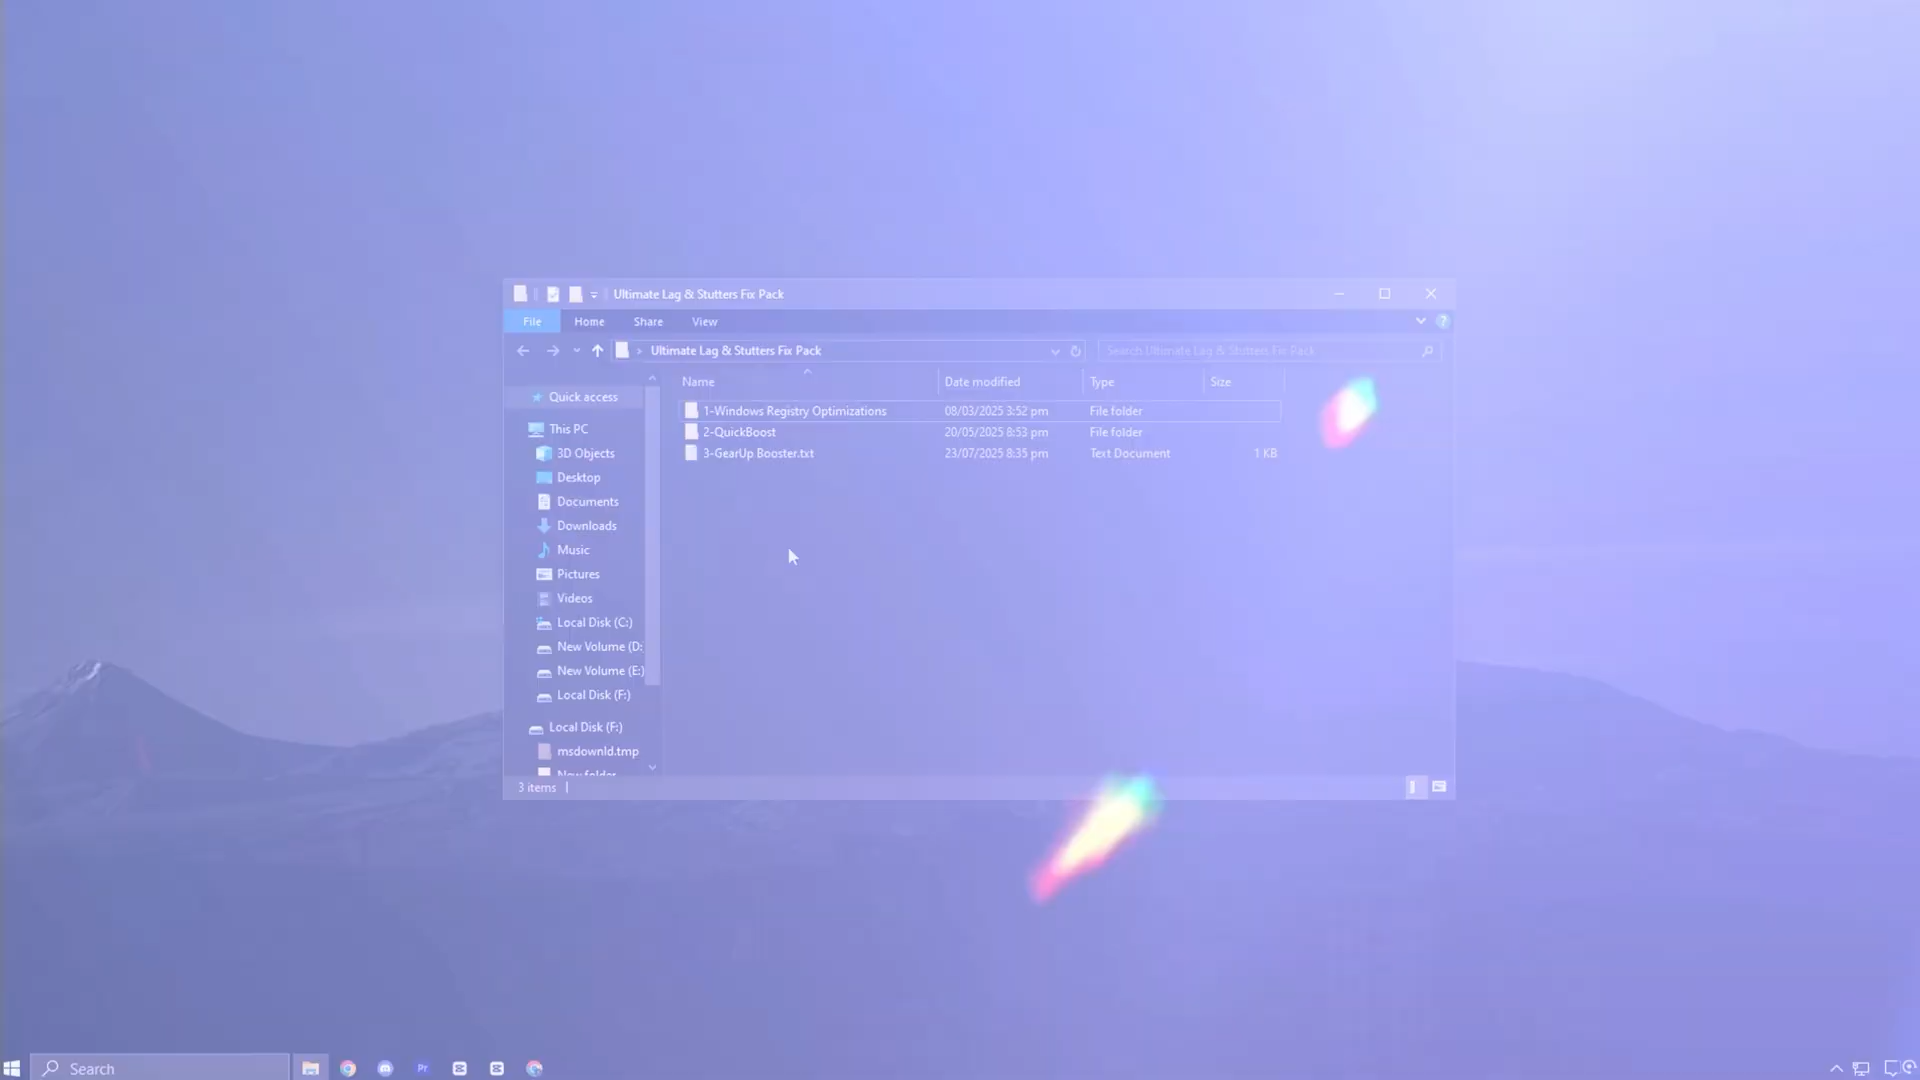 Ultimate Lag & Stutters Fix Pack
File Home Share View
Ultimate Lag & Stutters Fix Pack Search Ultimate Lag & Stutters Fix Pack
Name Date modified Type Size
Quick access
This PC
3D Objects
Desktop
Documents
Downloads
Music
Pictures
Videos
Local Disk (C:)
New Volume (D:
New Volume (E:)
Local Disk (F:)
Local Disk (F:)
msdownld.tmp
New folder
1-Windows Registry Optimizations 08/03/2025 3:52 pm File folder
2-QuickBoost 20/05/2025 8:53 pm File folder
3-GearUp Booster.txt 23/07/2025 8:35 pm Text Document 1 KB
3 items
Search
Pr